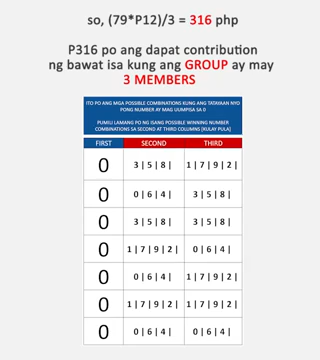 so, (79*P12)/3 = 316 php
P316 po ang dapat contribution
ng bawat isa kung ang GROUP ay may
3 MEMBERS
ITO PO ANG MGA POSSIBLE COMBINATIONS KUNG ANG TATAYAAN NYO
PONG NUMBER AY MAG UUMPISA SA 0
PUMILI LAMANG PO NG ISANG POSSIBLE WINNING NUMBER
COMBINATIONS SA SECOND AT THIRD COLUMNS [KULAY PULA]
FIRST SECOND THIRD
0 3 | 5 | 8 | 1 | 7 | 9 | 2 |
0 0 | 6 | 4 | 3 | 5 | 8 |
0 3 | 5 | 8 | 3 | 5 | 8 |
0 1 | 7 | 9 | 2 | 0 | 6 | 4 |
0 0 | 6 | 4 | 1 | 7 | 9 | 2 |
0 1 | 7 | 9 | 2 | 1 | 7 | 9 | 2 |
0 0 | 6 | 4 | 0 | 6 | 4 |